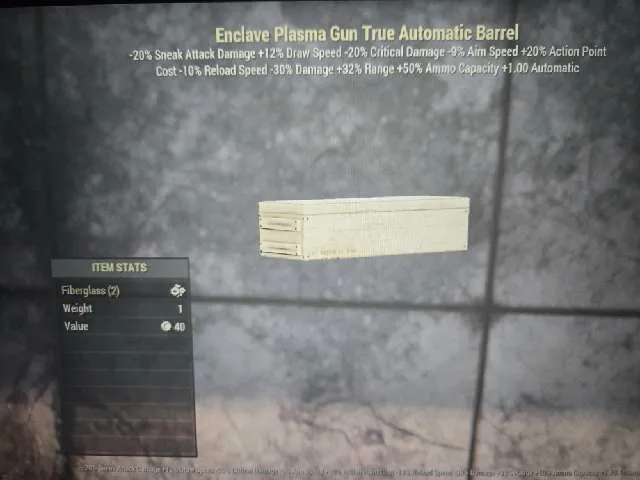 Enclave Plasma Gun True Automatic Barrel
-20% Sneak Attack Damage +12% Draw Speed -20% Critical Damage -9% Aim Speed +20% Action Point
Cost -10% Reload Speed -30% Damage +32% Range +50% Ammo Capacity +1.00 Automatic
ITEM STATS
Fiberglass (2)
Weight 1
Value 40